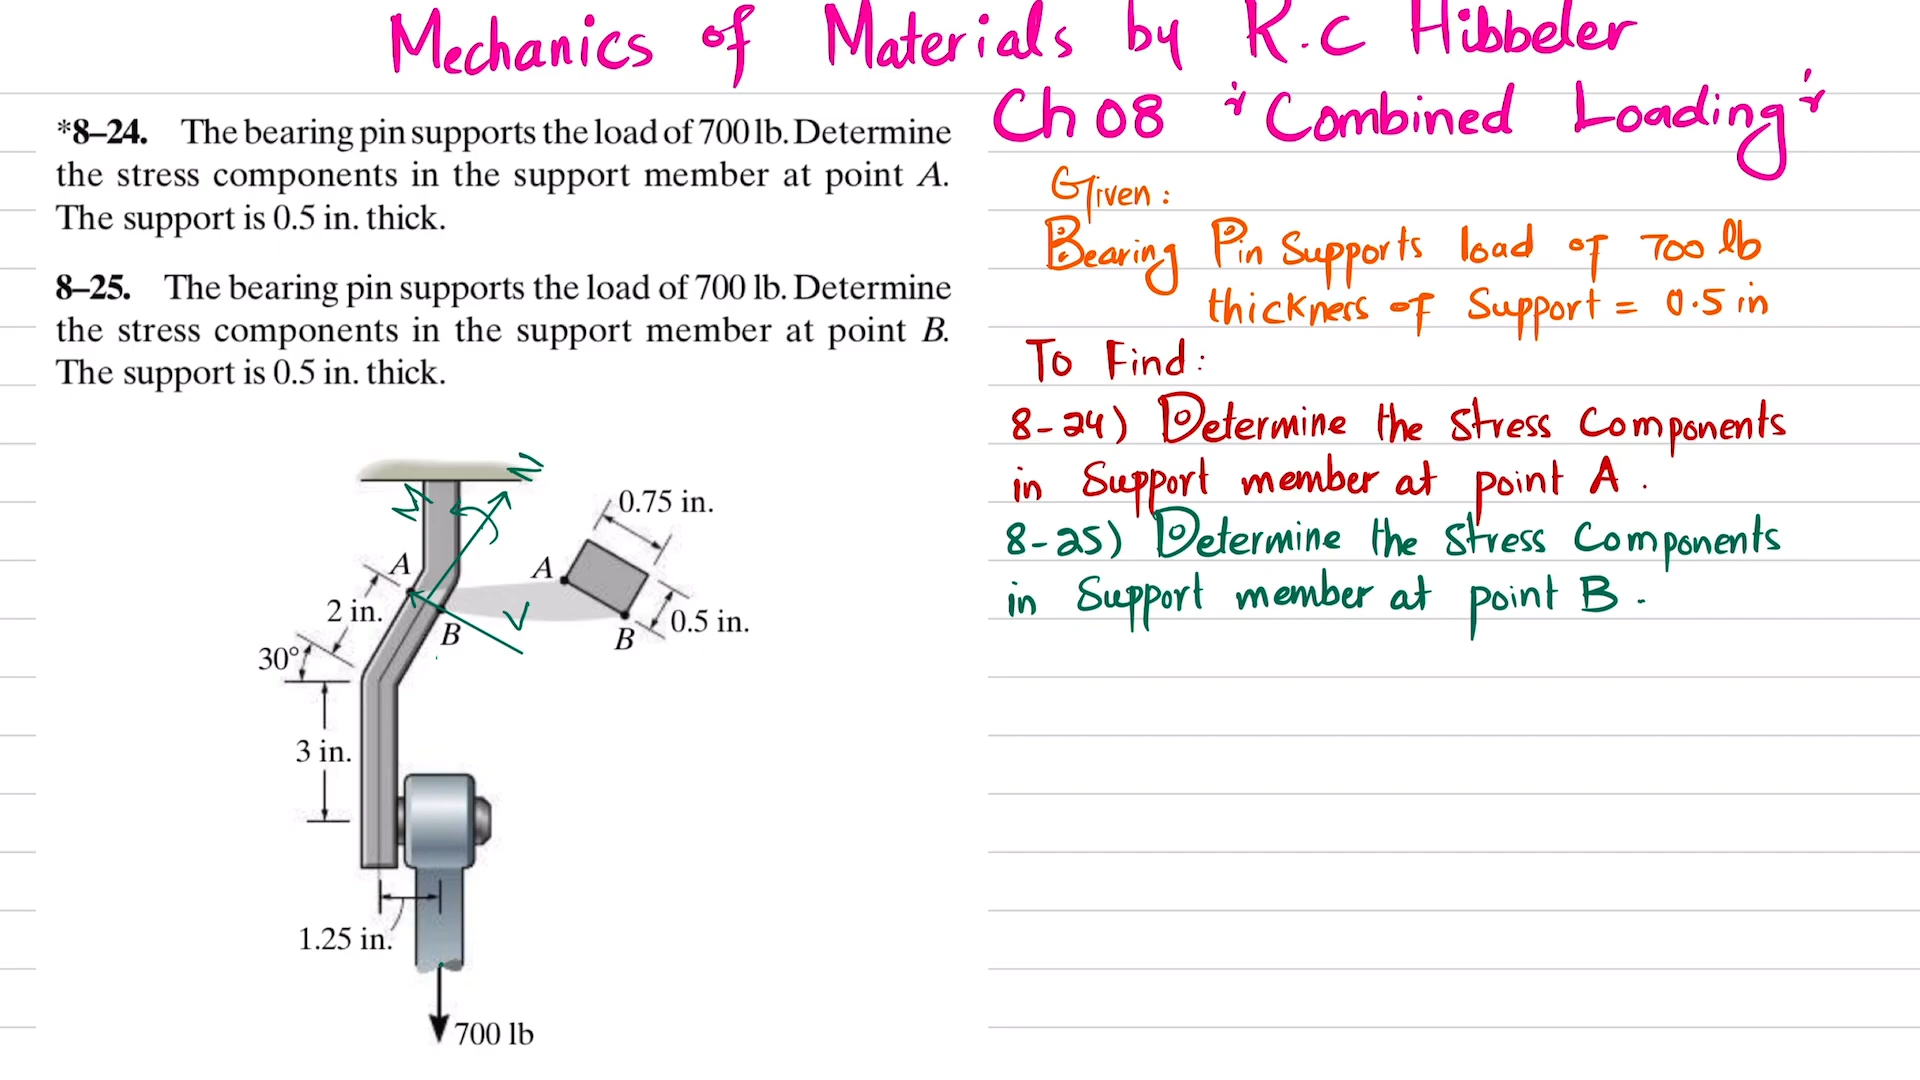 Mechanics of Materials by R.C Hibbeler
Ch 08 "Combined Loading"
*8–24. The bearing pin supports the load of 700 lb. Determine
the stress components in the support member at point A.
The support is 0.5 in. thick.
8–25. The bearing pin supports the load of 700 lb. Determine
the stress components in the support member at point B.
The support is 0.5 in. thick.
N
M
0.75 in.
A
A
2 in.
V
B
B
0.5 in.
30°
3 in.
1.25 in.
700 lb
Given:
Bearing Pin Supports load of 700 lb
thickness of Support = 0.5 in
To Find:
8-24) Determine the Stress Components
in Support member at point A.
8-25) Determine the Stress Components
in Support member at point B.